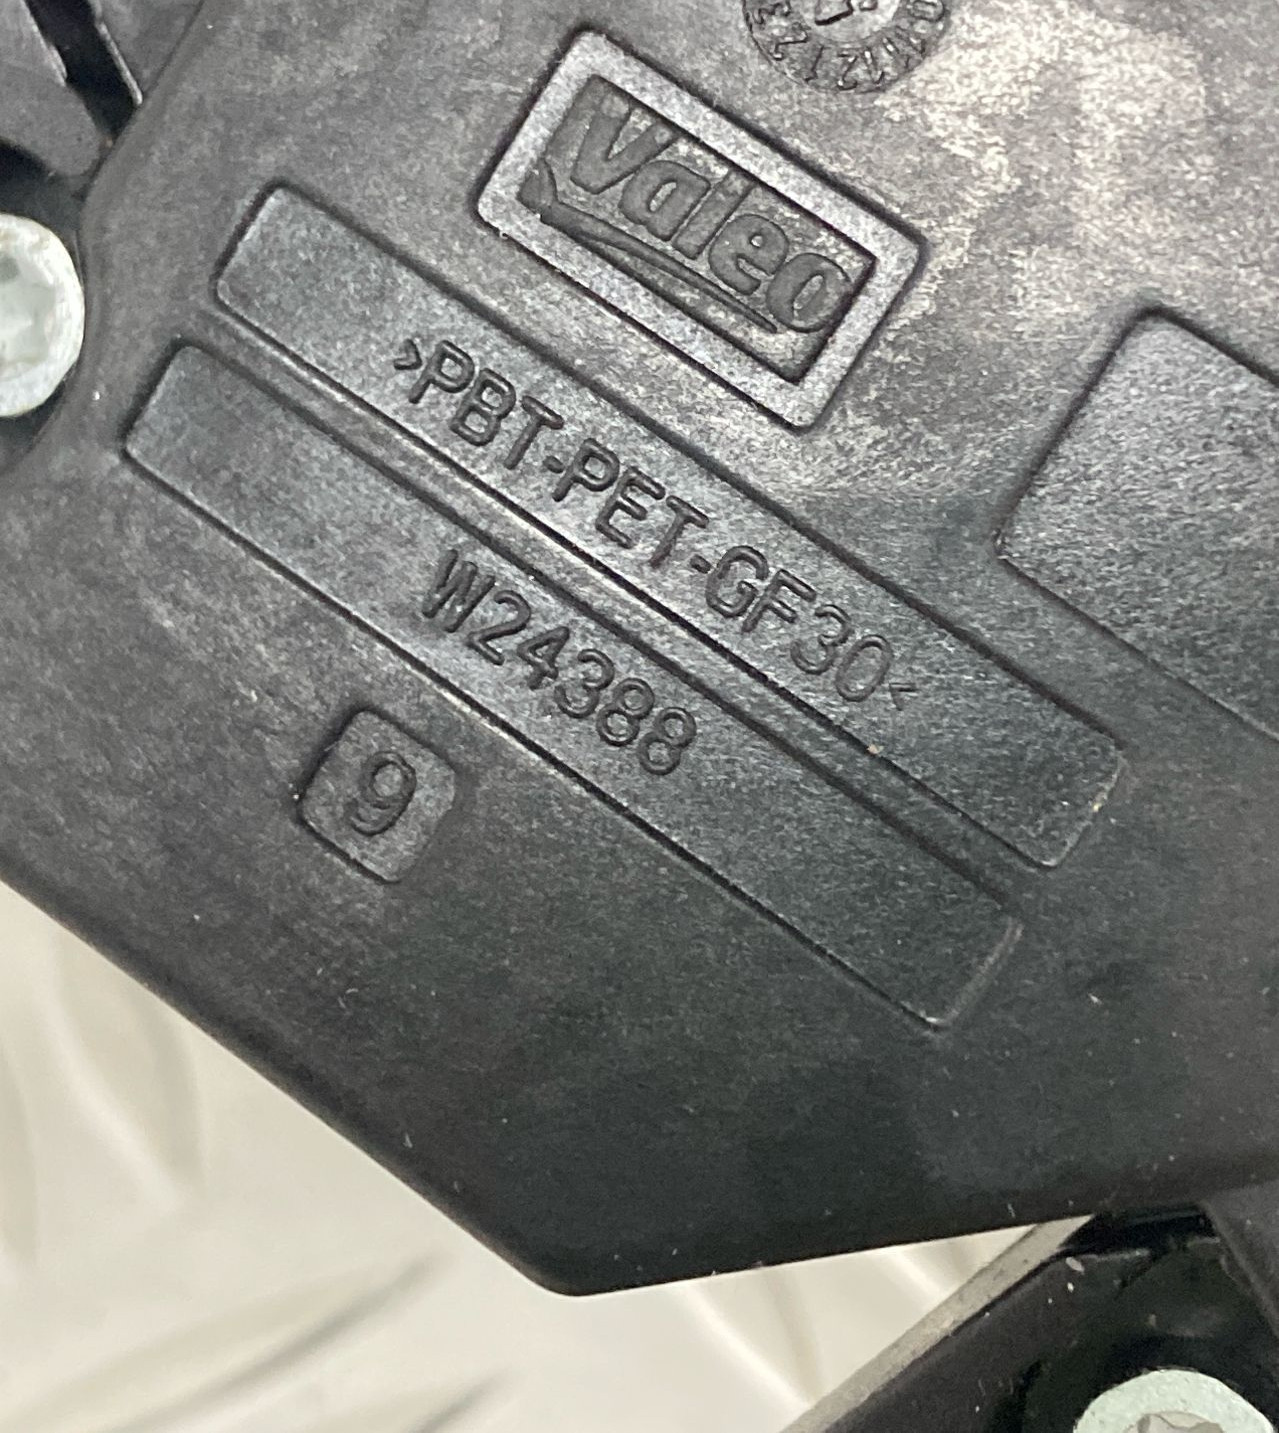 Valeo
>PBT-PET-GF30<
W24388
9